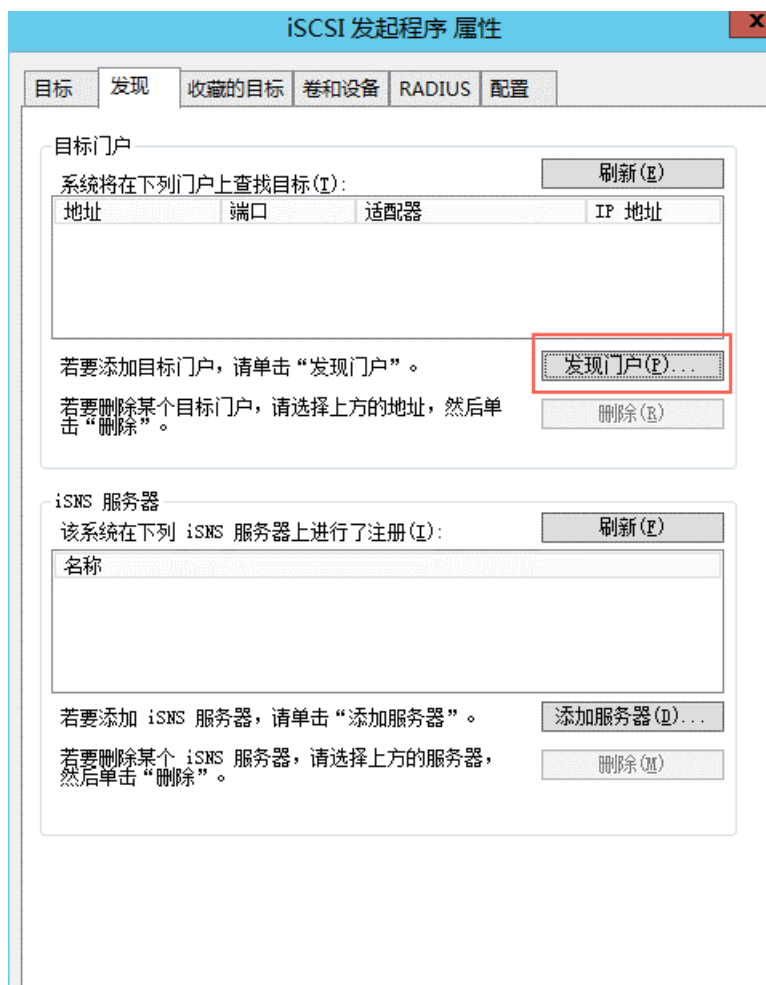 iSCSI 发起程序 属性
x
目标 发现 收藏的目标 卷和设备 RADIUS 配置
目标门户
系统将在下列门户上查找目标(T):
刷新(E)
地址 端口 适配器 IP 地址
若要添加目标门户，请单击“发现门户”。
发现门户(P)...
若要删除某个目标门户，请选择上方的地址，然后单
击“删除”。
删除(R)
iSNS 服务器
该系统在下列 iSNS 服务器上进行了注册(I):
刷新(F)
名称
若要添加 iSNS 服务器，请单击“添加服务器”。
添加服务器(D)...
若要删除某个 iSNS 服务器，请选择上方的服务器，
然后单击“删除”。
删除(M)